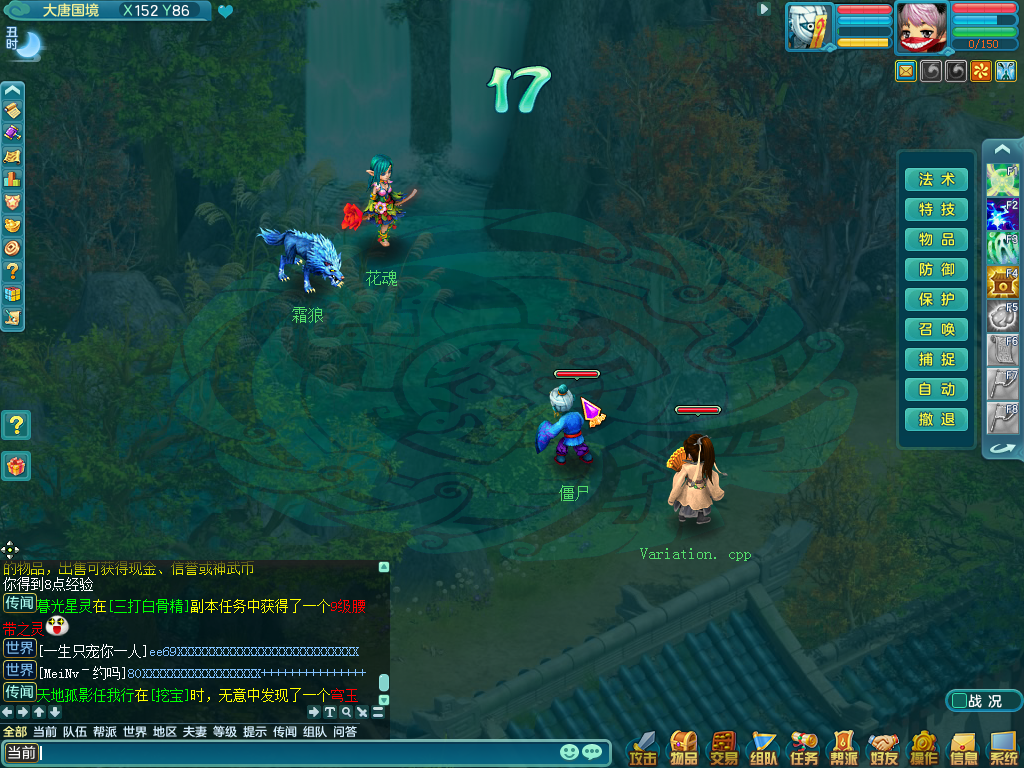 大唐国境 X152 Y86
丑时
17
0/150
花魂
霜狼
僵尸
Variation. cpp
法 术
特 技
物 品
防 御
保 护
召 唤
捕 捉
自 动
撤 退
F1
F2
F3
F4
F5
F6
F7
F8
的物品，出售可获得现金、信誉或神武币
你得到8点经验
传闻 暮光星灵在[三打白骨精]副本任务中获得了一个9级腰
带之灵
世界 [一生只宠你一人]ee69XXXXXXXXXXXXXXXXXXXXXXXXXX
世界 [MeiNv~约吗]80XXXXXXXXXXXXXXXXX+++++++++++++++
传闻 天地孤影任我行在[挖宝]时，无意中发现了一个穹玉
全部 当前 队伍 帮派 世界 地区 夫妻 等级 提示 传闻 组队 问答
当前
战 况
攻击 物品 交易 组队 任务 帮派 好友 操作 信息 系统